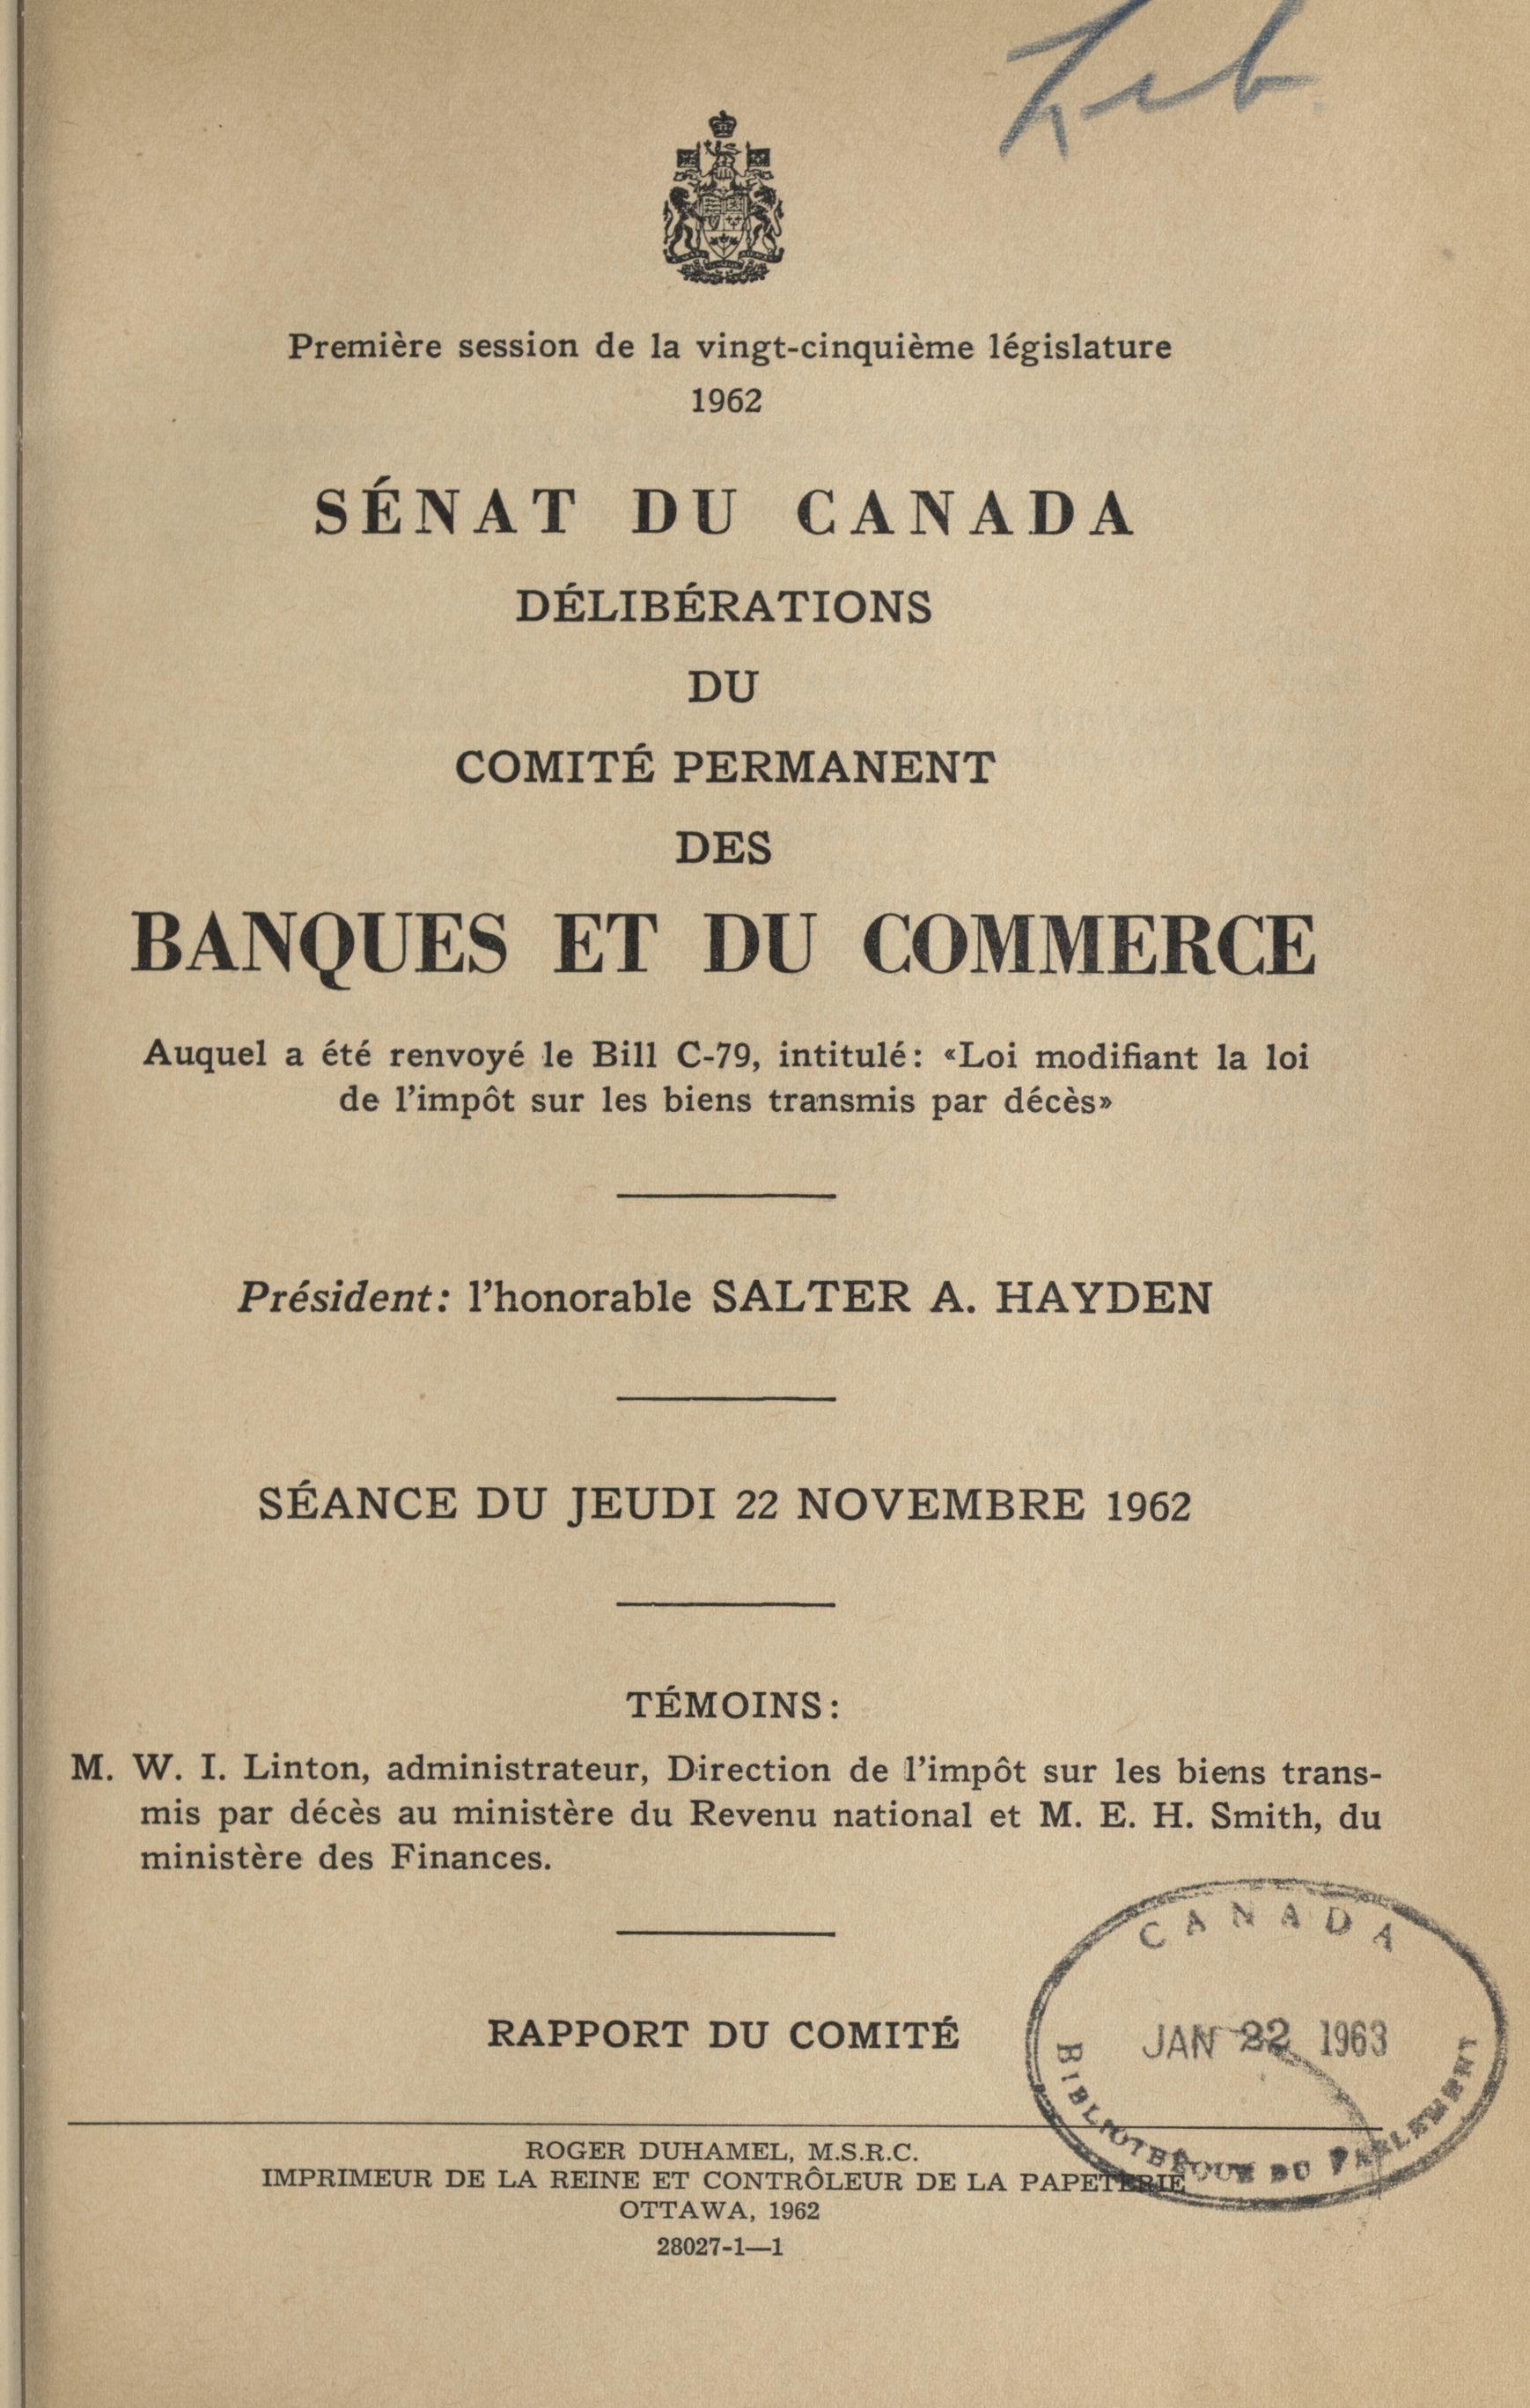 Lib.
Première session de la vingt-cinquième législature
1962
SÉNAT DU CANADA
DÉLIBÉRATIONS
DU
COMITÉ PERMANENT
DES
BANQUES ET DU COMMERCE
Auquel a été renvoyé le Bill C-79, intitulé: «Loi modifiant la loi
de l'impôt sur les biens transmis par décès»
Président: l'honorable SALTER A. HAYDEN
SÉANCE DU JEUDI 22 NOVEMBRE 1962
TÉMOINS:
M. W. I. Linton, administrateur, Direction de l'impôt sur les biens trans-
mis par décès au ministère du Revenu national et M. E. H. Smith, du
ministère des Finances.
RAPPORT DU COMITÉ
CANADA
JAN 22 1963
BIBLIOTHÈQUE DU PARLEMENT
ROGER DUHAMEL, M.S.R.C.
IMPRIMEUR DE LA REINE ET CONTRÔLEUR DE LA PAPETERIE
OTTAWA, 1962
28027-1—1